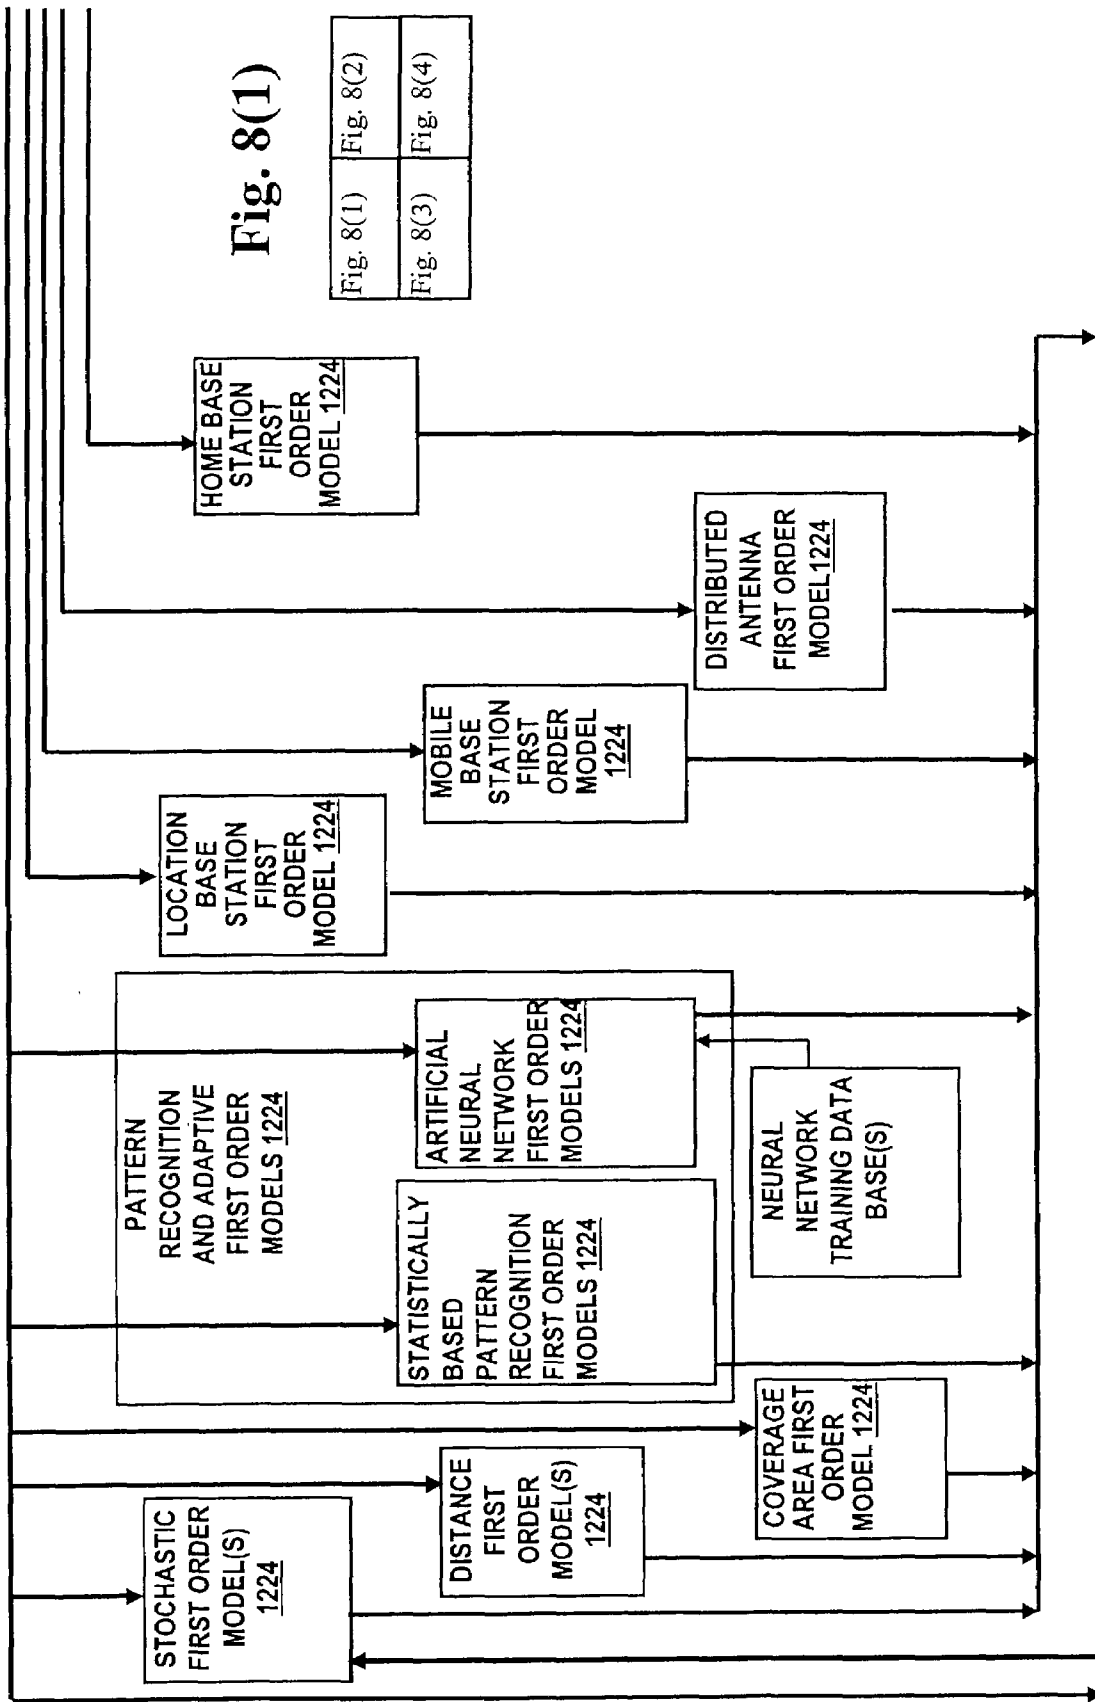 Fig. 8(1)
Fig. 8(1)
Fig. 8(2)
Fig. 8(3)
Fig. 8(4)
STOCHASTIC
FIRST ORDER
MODEL(S)
1224
DISTANCE
FIRST
ORDER
MODEL(S)
1224
COVERAGE
AREA FIRST
ORDER
MODEL 1224
PATTERN
RECOGNITION
AND ADAPTIVE
FIRST ORDER
MODELS 1224
STATISTICALLY
BASED
PATTERN
RECOGNITION
FIRST ORDER
MODELS 1224
ARTIFICIAL
NEURAL
NETWORK
FIRST ORDER
MODELS 1224
NEURAL
NETWORK
TRAINING DATA
BASE(S)
LOCATION
BASE
STATION
FIRST
ORDER
MODEL 1224
MOBILE
BASE
STATION
FIRST
ORDER
MODEL
1224
DISTRIBUTED
ANTENNA
FIRST ORDER
MODEL1224
HOME BASE
STATION
FIRST
ORDER
MODEL 1224